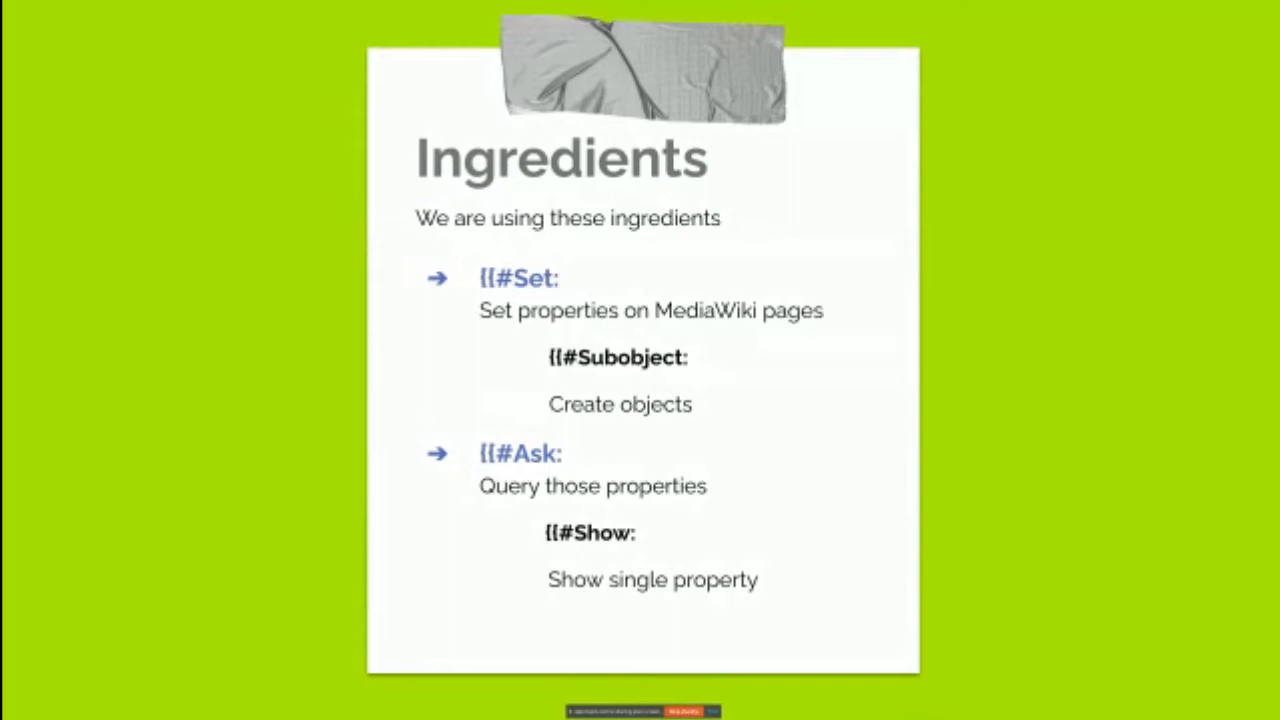 Ingredients
We are using these ingredients
➔ {{#Set:
Set properties on MediaWiki pages
{{#Subobject:
Create objects
➔ {{#Ask:
Query those properties
{{#Show:
Show single property